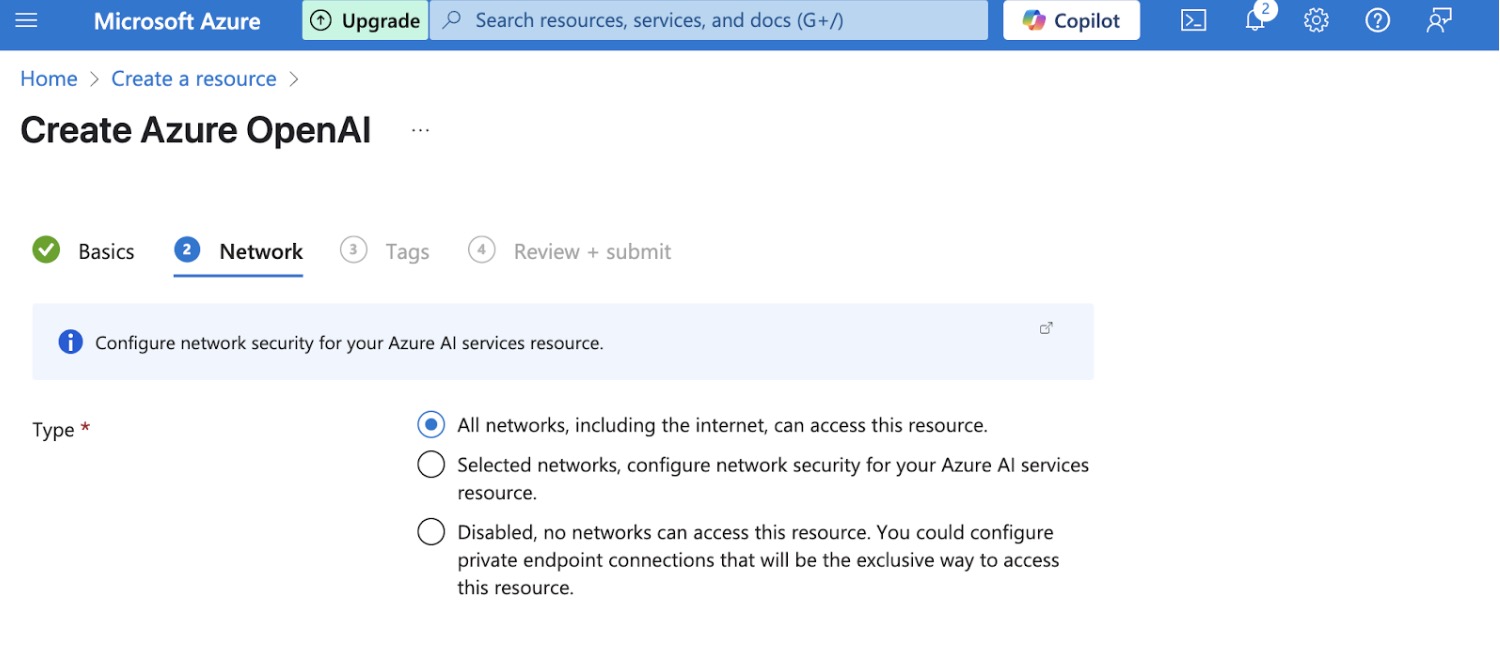 Microsoft Azure Upgrade Search resources, services, and docs (G+/) Copilot 2
Home > Create a resource >
Create Azure OpenAI ...
Basics 2 Network 3 Tags 4 Review + submit
Configure network security for your Azure AI services resource.
Type *
All networks, including the internet, can access this resource.
Selected networks, configure network security for your Azure AI services
resource.
Disabled, no networks can access this resource. You could configure
private endpoint connections that will be the exclusive way to access
this resource.